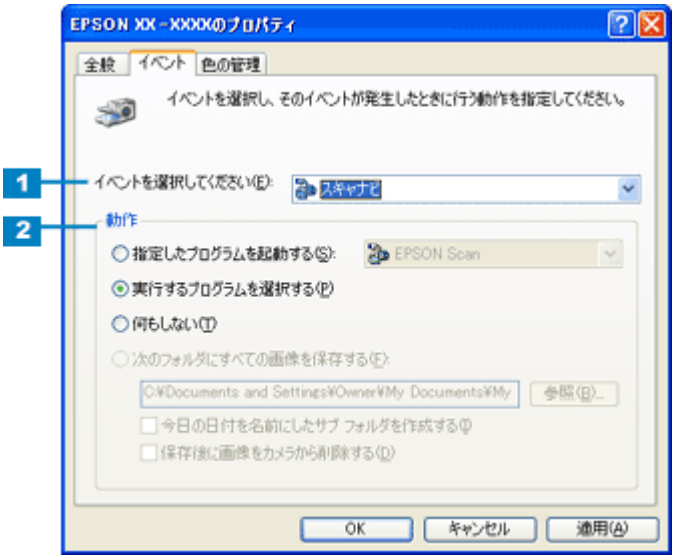 EPSON XX-XXXXのプロパティ
全般 イベント 色の管理
イベントを選択し、そのイベントが発生したときに行う動作を指定してください。
1
イベントを選択してください(E): スキャナビ
2
動作
指定したプログラムを起動する(S): EPSON Scan
実行するプログラムを選択する(P)
何もしない(T)
次のフォルダにすべての画像を保存する(F):
C:¥Documents and Settings¥Owner¥My Documents¥My 参照(B)...
今日の日付を名前にしたサブ フォルダを作成する(I)
保存後に画像をカメラから削除する(D)
OK キャンセル 適用(A)